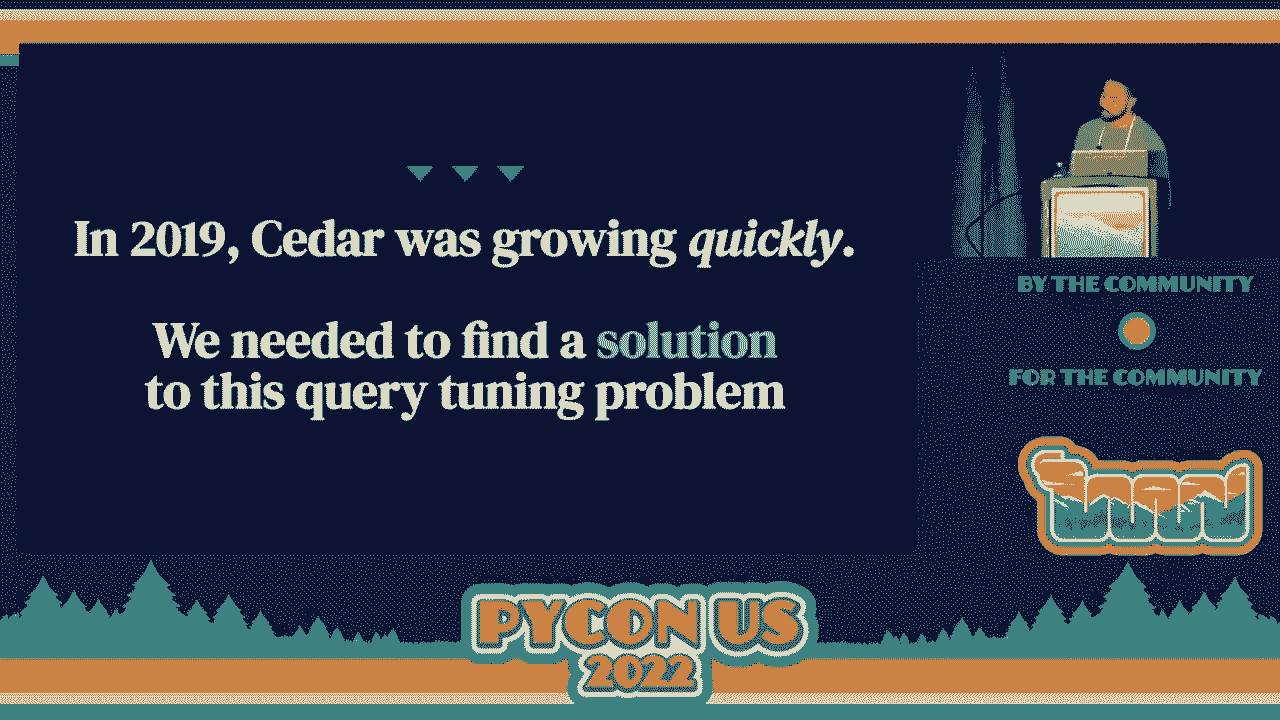 In 2019, Cedar was growing quickly.
We needed to find a solution
to this query tuning problem
BY THE COMMUNITY
FOR THE COMMUNITY
PYCON US
2022